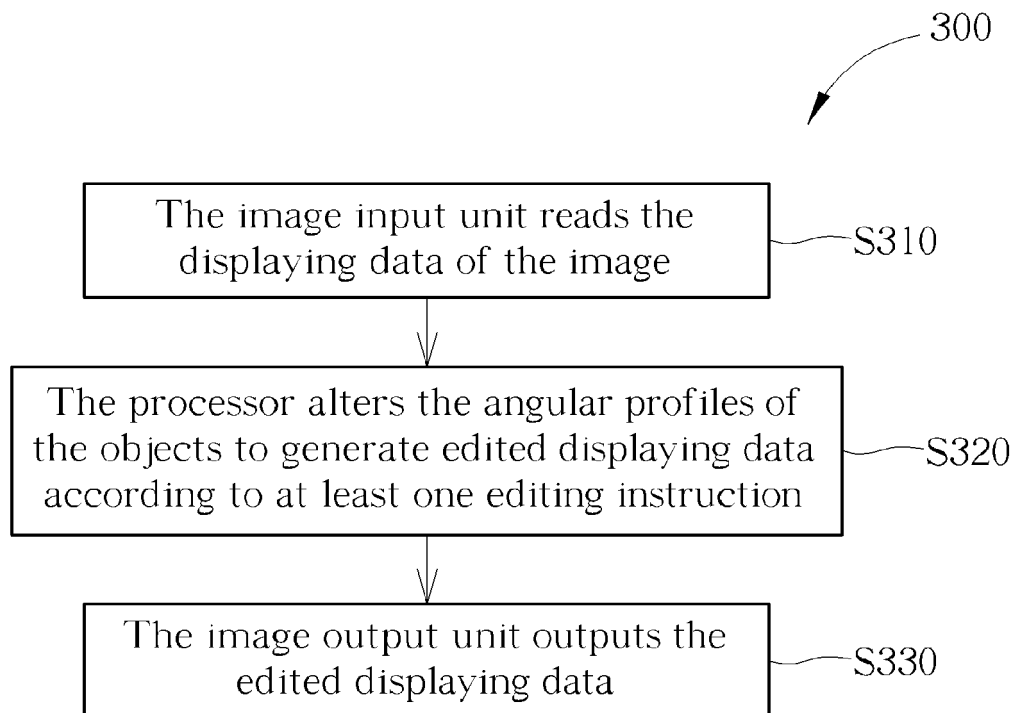 300
The image input unit reads the
displaying data of the image
S310
The processor alters the angular profiles of
the objects to generate edited displaying data
according to at least one editing instruction
S320
The image output unit outputs the
edited displaying data
S330